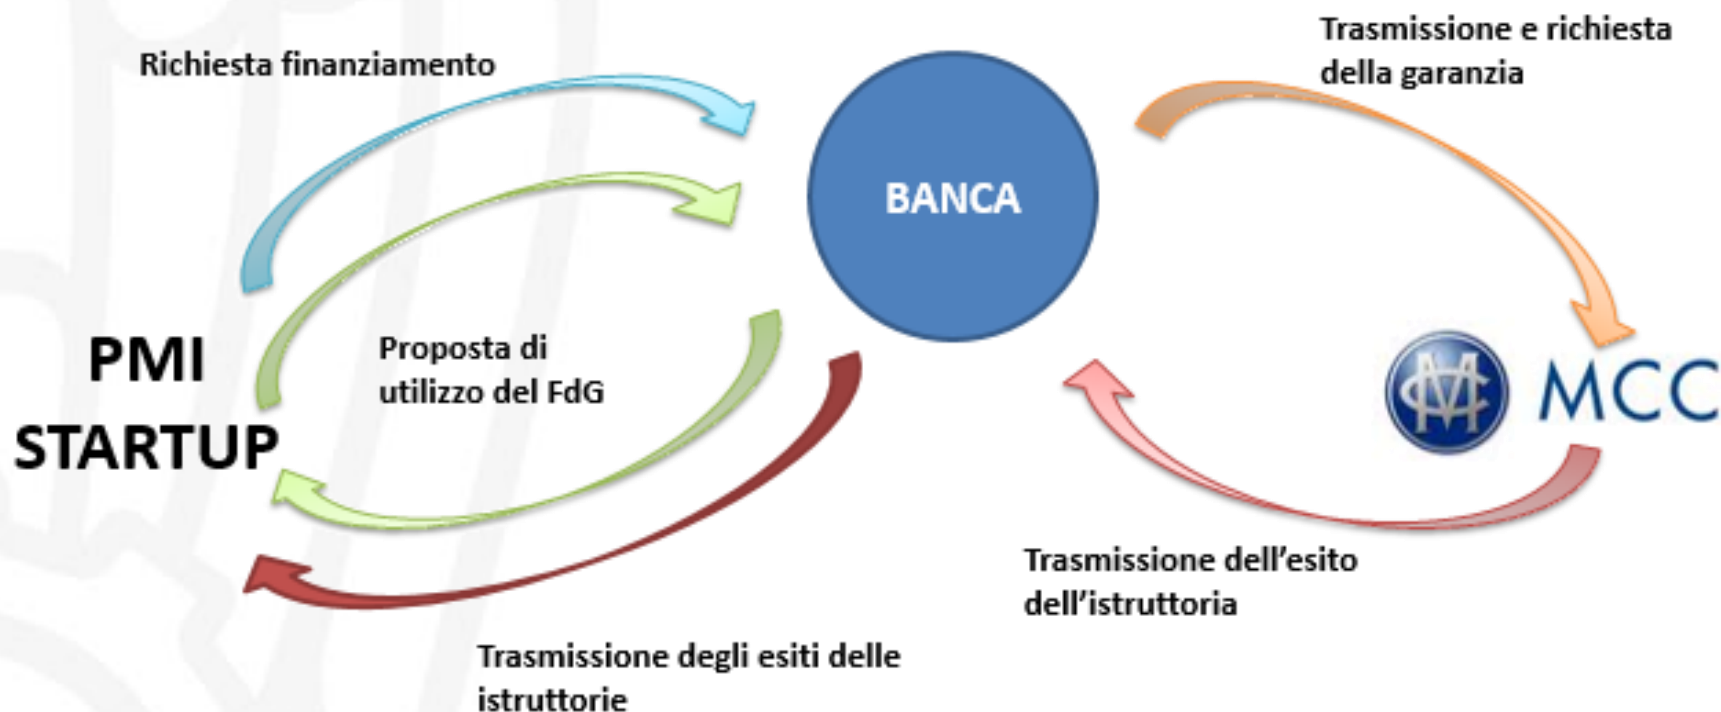 Richiesta finanziamento
Trasmissione e richiesta
della garanzia
BANCA
PMI
STARTUP
Proposta di
utilizzo del FdG
MCC
Trasmissione dell’esito
dell’istruttoria
Trasmissione degli esiti delle
istruttorie